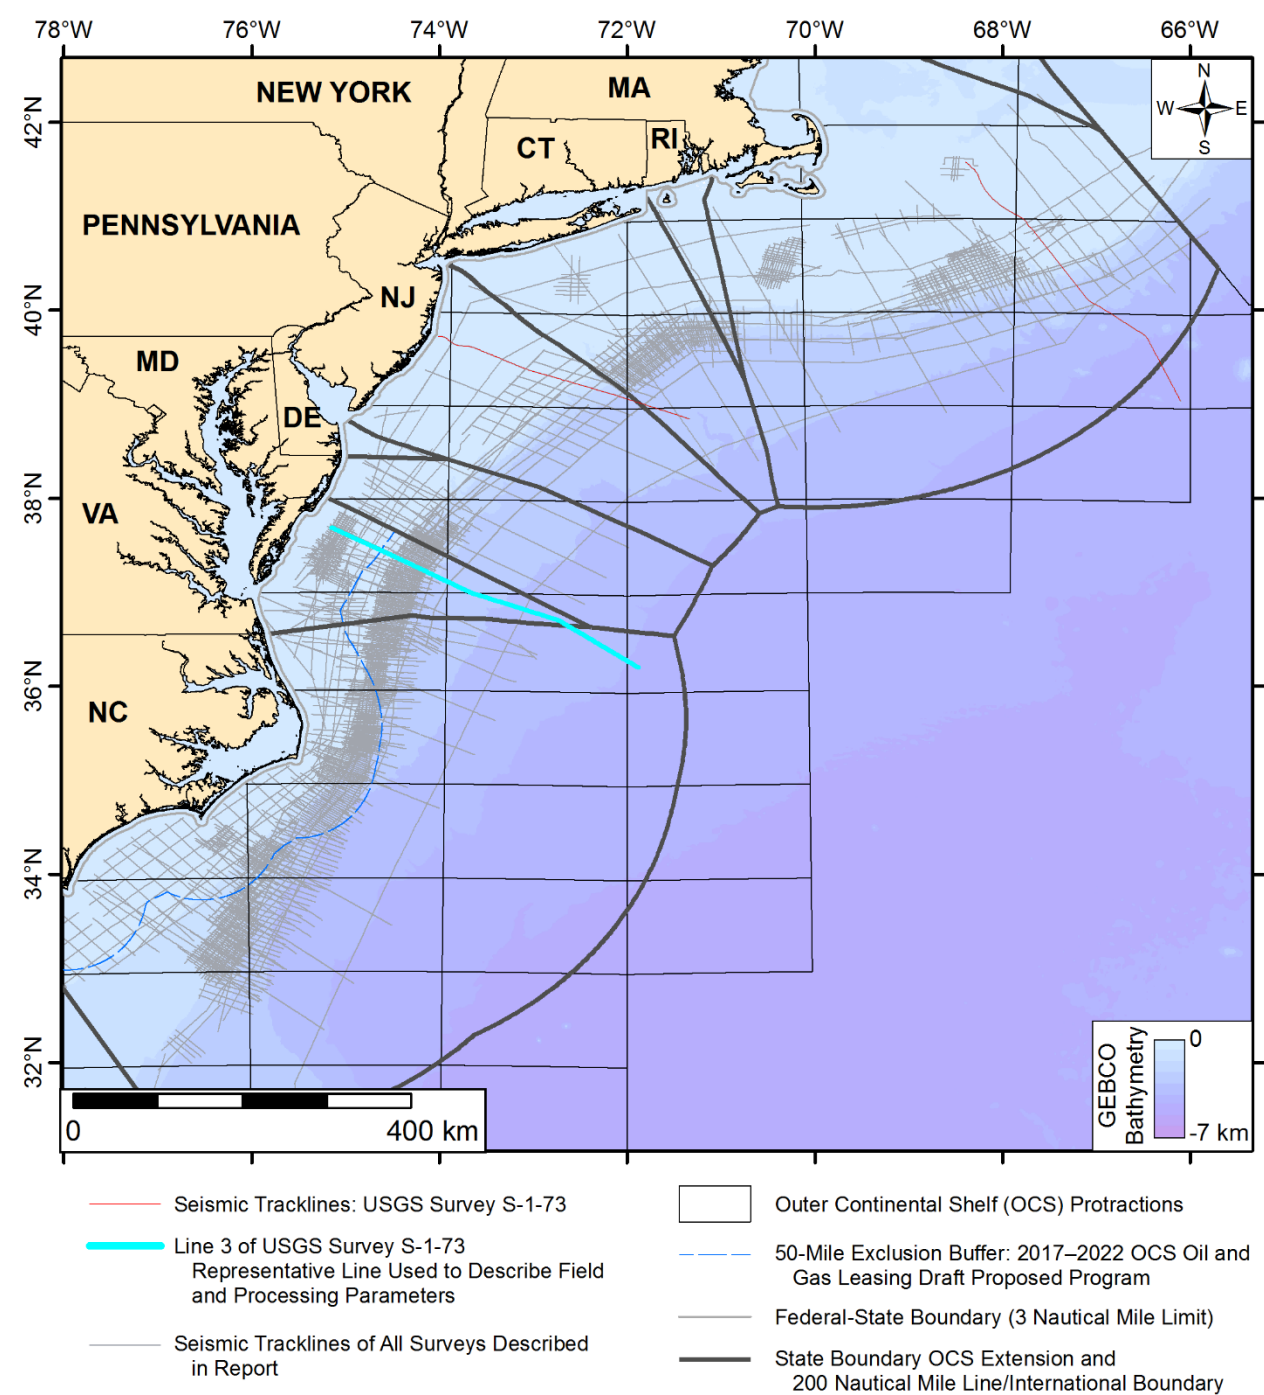 78°W 76°W 74°W 72°W 70°W 68°W 66°W
42°N
40°N
38°N
36°N
34°N
32°N
NEW YORK
MA
CT
RI
PENNSYLVANIA
NJ
MD
DE
VA
NC
N
W E
S
0 400 km
GEBCO
Bathymetry
0
-7 km
Seismic Tracklines: USGS Survey S-1-73
Line 3 of USGS Survey S-1-73
Representative Line Used to Describe Field
and Processing Parameters
Seismic Tracklines of All Surveys Described
in Report
Outer Continental Shelf (OCS) Protractions
50-Mile Exclusion Buffer: 2017–2022 OCS Oil and
Gas Leasing Draft Proposed Program
Federal-State Boundary (3 Nautical Mile Limit)
State Boundary OCS Extension and
200 Nautical Mile Line/International Boundary